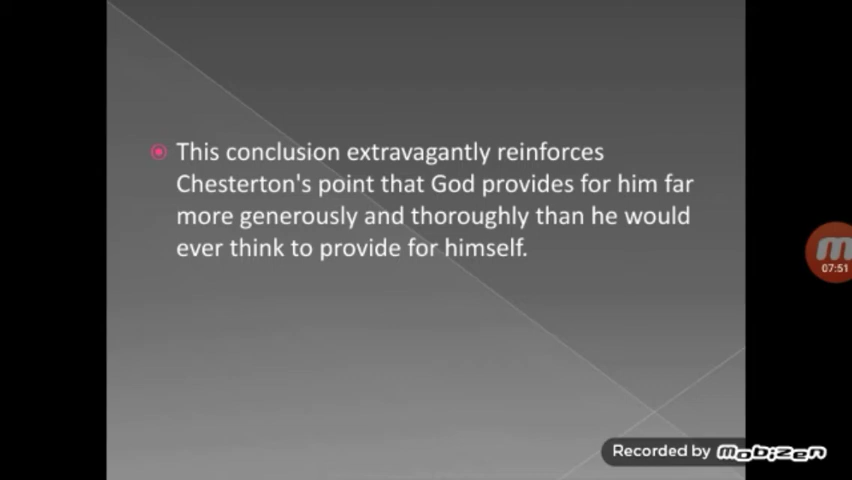 This conclusion extravagantly reinforces
Chesterton's point that God provides for him far
more generously and thoroughly than he would
ever think to provide for himself.
07:51
Recorded by mobizen